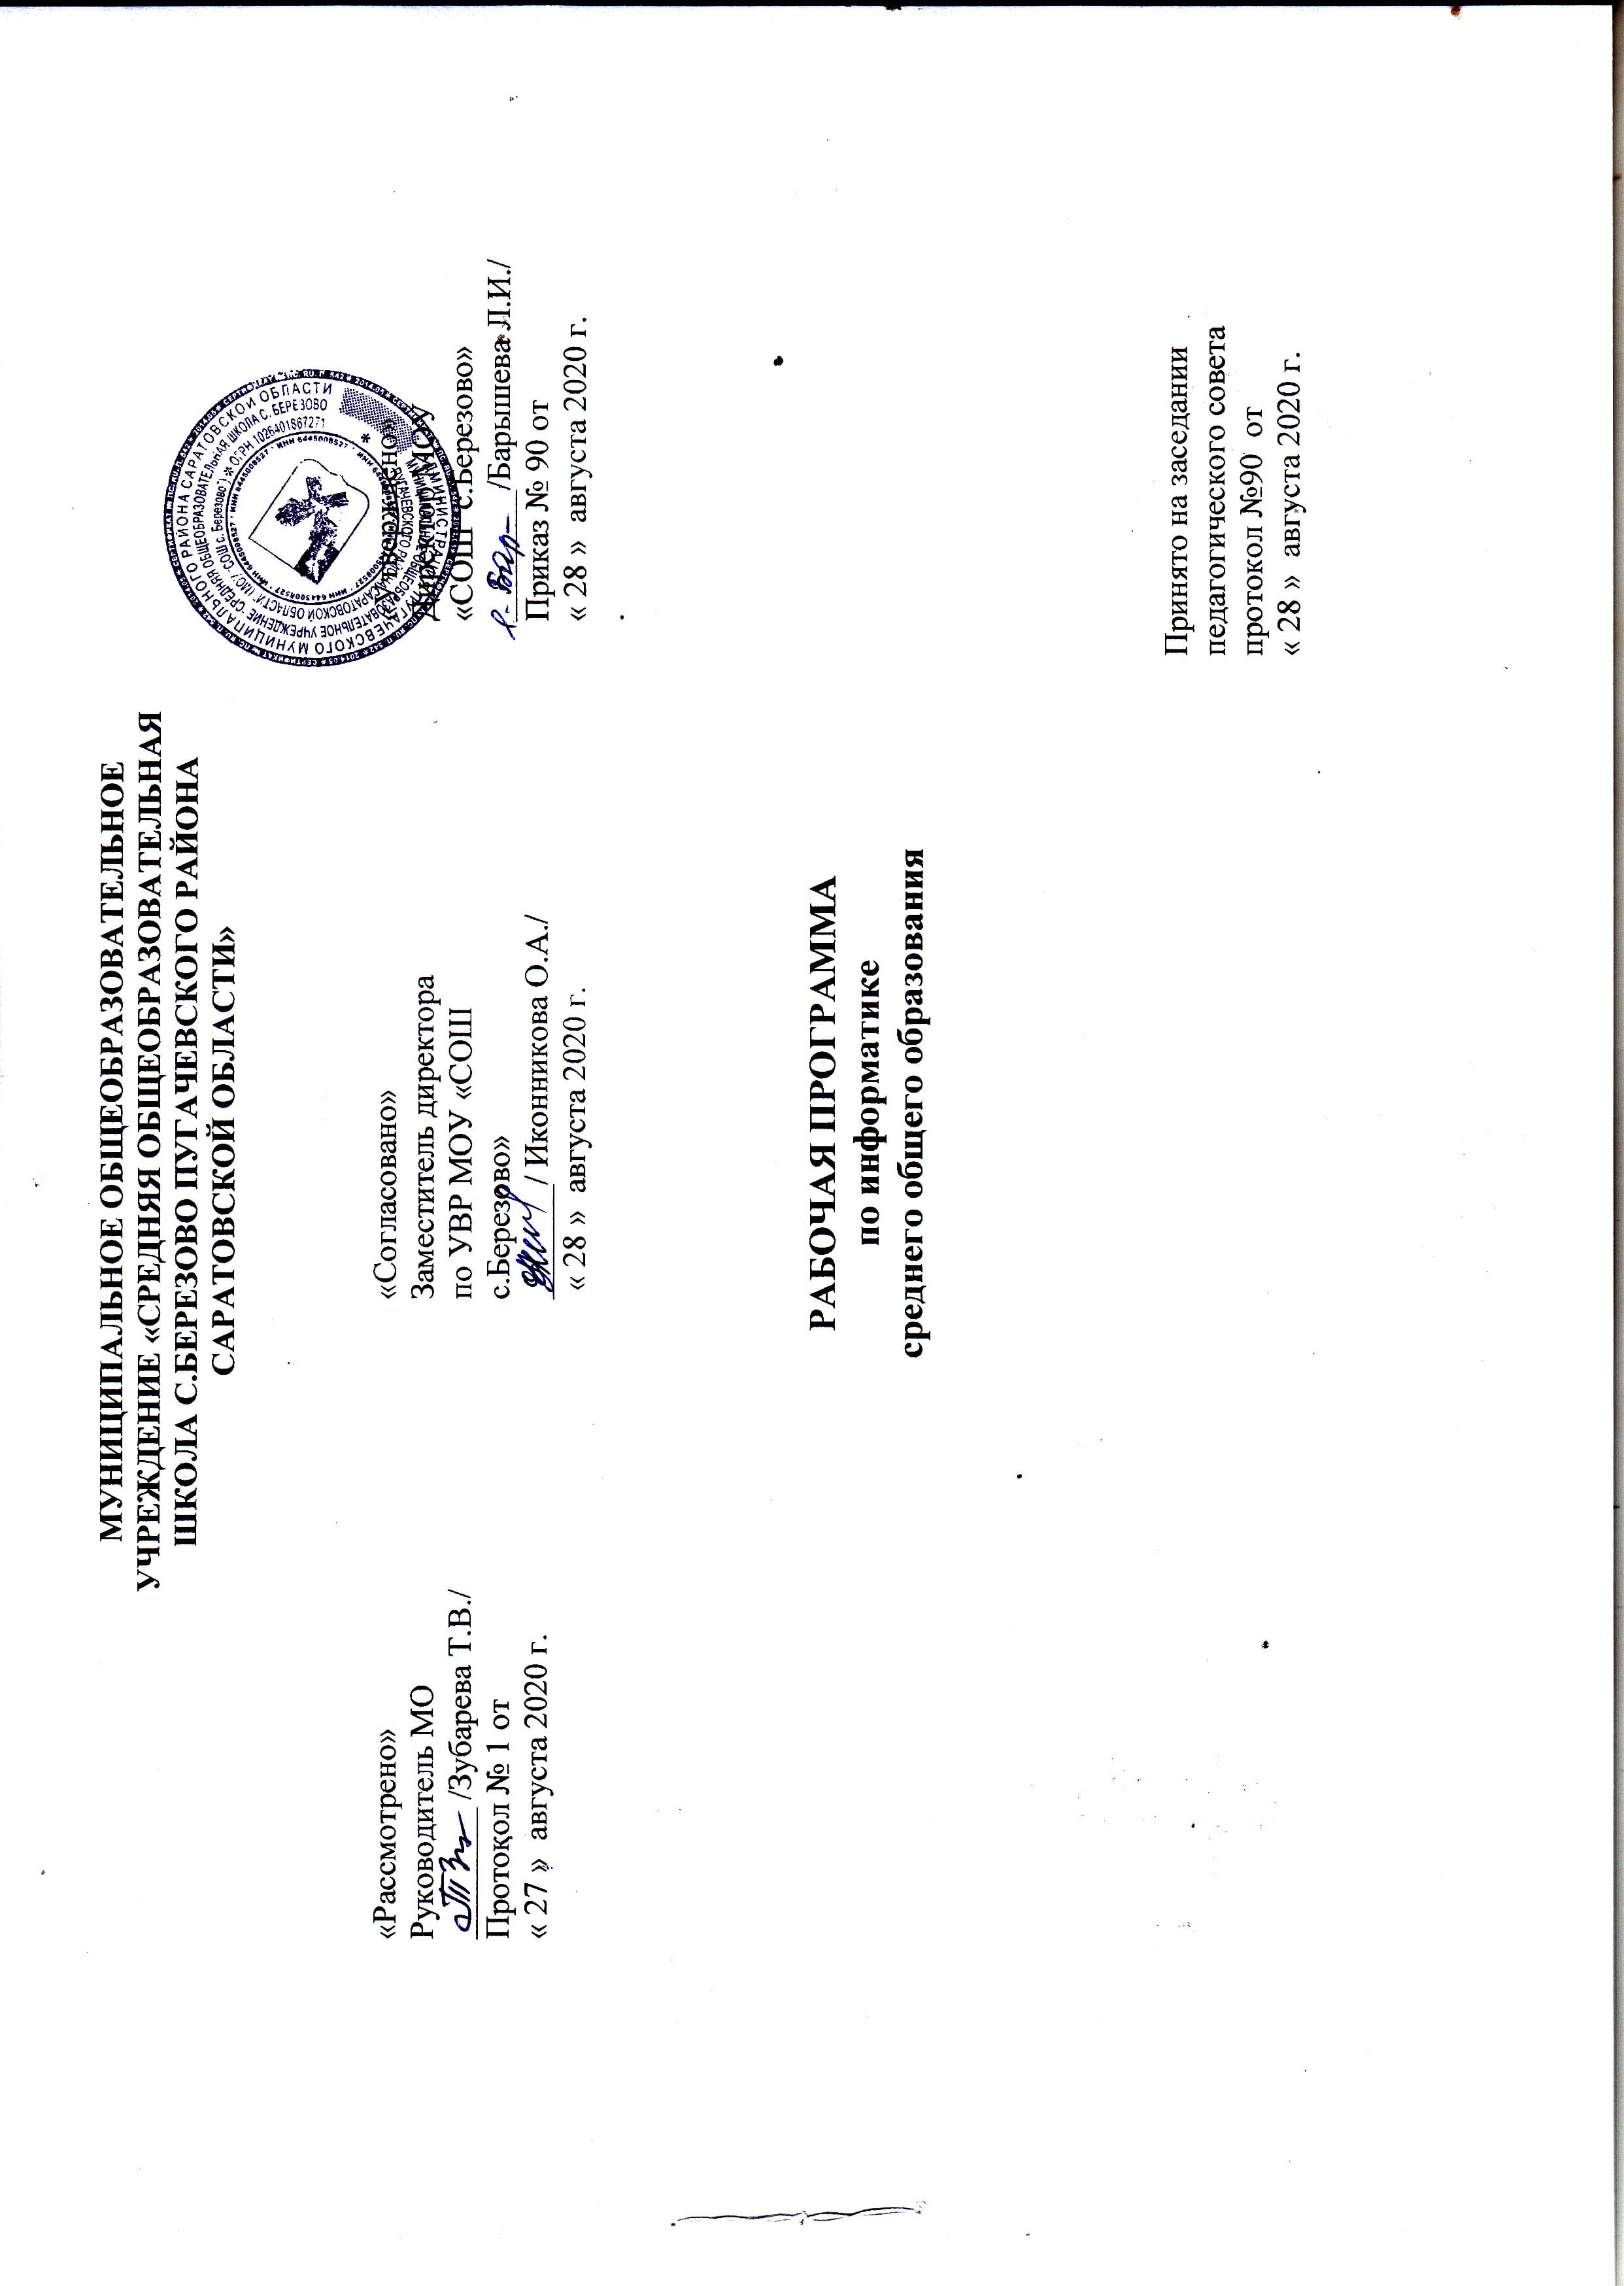 МУНИЦИПАЛЬНОЕ ОБЩЕОБРАЗОВАТЕЛЬНОЕ
УЧРЕЖДЕНИЕ «СРЕДНЯЯ ОБЩЕОБРАЗОВАТЕЛЬНАЯ
ШКОЛА С.БЕРЕЗОВО ПУГАЧЕВСКОГО РАЙОНА
САРАТОВСКОЙ ОБЛАСТИ»
«Рассмотрено»
Руководитель МО
/Зубарева Т.В./
Протокол № 1 от
« 27 » августа 2020 г.
«Согласовано»
Заместитель директора
по УВР МОУ «СОШ
с.Березово»
/ Иконникова О.А./
« 28 » августа 2020 г.
«Утверждено»
Директор МОУ
«СОШ с.Березово»
/Барышева Л.И./
Приказ № 90 от
« 28 » августа 2020 г.
РАБОЧАЯ ПРОГРАММА
по информатике
среднего общего образования
Принято на заседании
педагогического совета
протокол №90 от
« 28 » августа 2020 г.